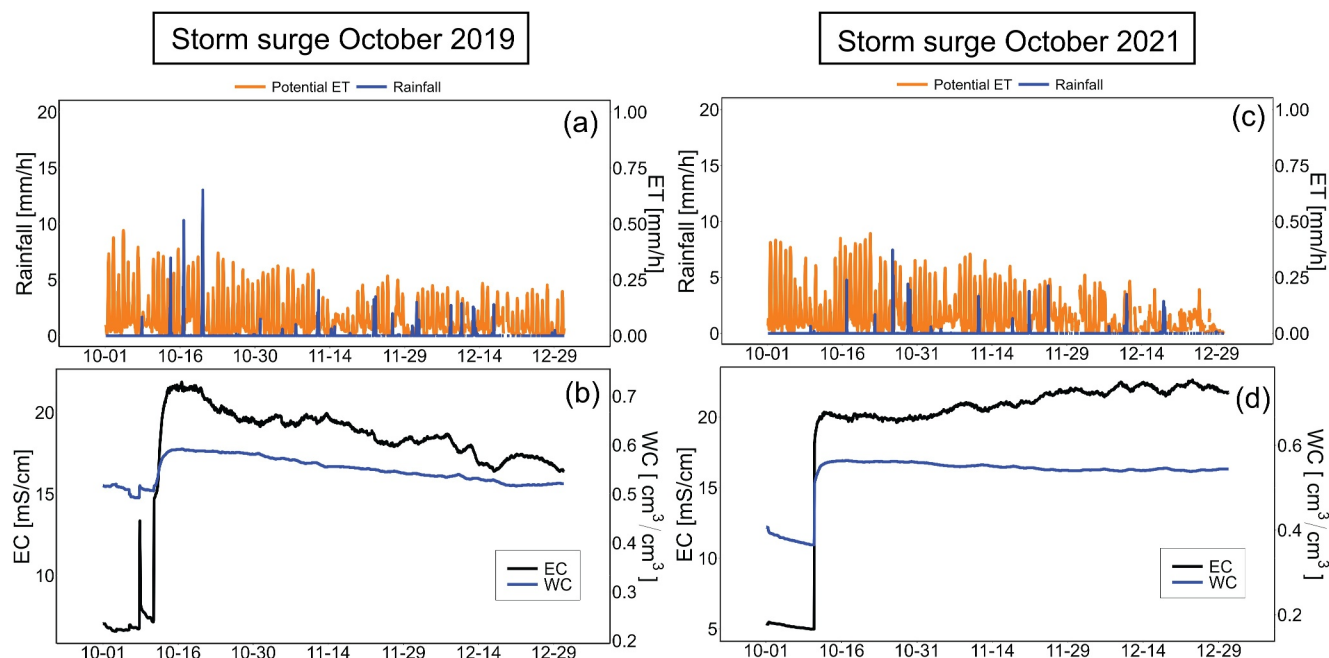 Storm surge October 2019
Storm surge October 2021
Potential ET Rainfall
(a)
Rainfall [mm/h]
20
15
10
5
0
1.00
0.75
0.50
0.25
0.00
ET [mm/h]
10-01 10-16 10-30 11-14 11-29 12-14 12-29
Potential ET Rainfall
(c)
Rainfall [mm/h]
20
15
10
5
0
1.00
0.75
0.50
0.25
0.00
ET [mm/h]
10-01 10-16 10-31 11-14 11-29 12-14 12-29
(b)
EC [mS/cm]
20
15
10
0.7
0.6
0.5
0.4
0.3
0.2
WC [ cm³/cm³ ]
EC
WC
10-01 10-16 10-30 11-14 11-29 12-14 12-29
(d)
EC [mS/cm]
20
15
10
5
0.6
0.4
0.2
WC [ cm³/cm³ ]
EC
WC
10-01 10-16 10-31 11-14 11-29 12-14 12-29